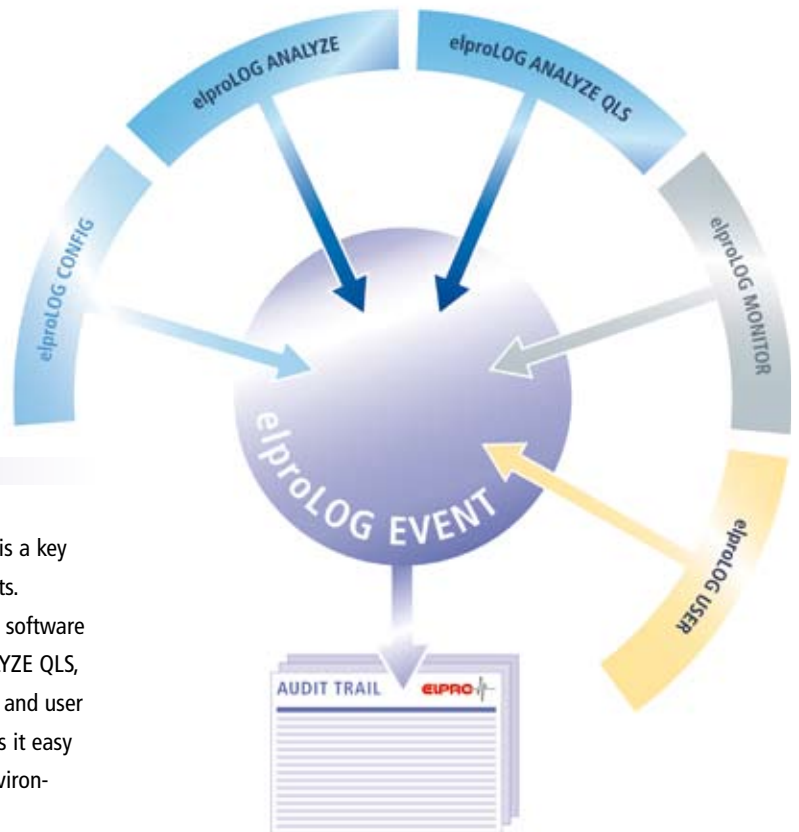 elproLOG ANALYZE
elproLOG ANALYZE QLS
elproLOG CONFIG
elproLOG MONITOR
elproLOG EVENT
elproLOG USER
is a key
ts.
software
YZE QLS,
and user
s it easy
viron-
AUDIT TRAIL ELPRO